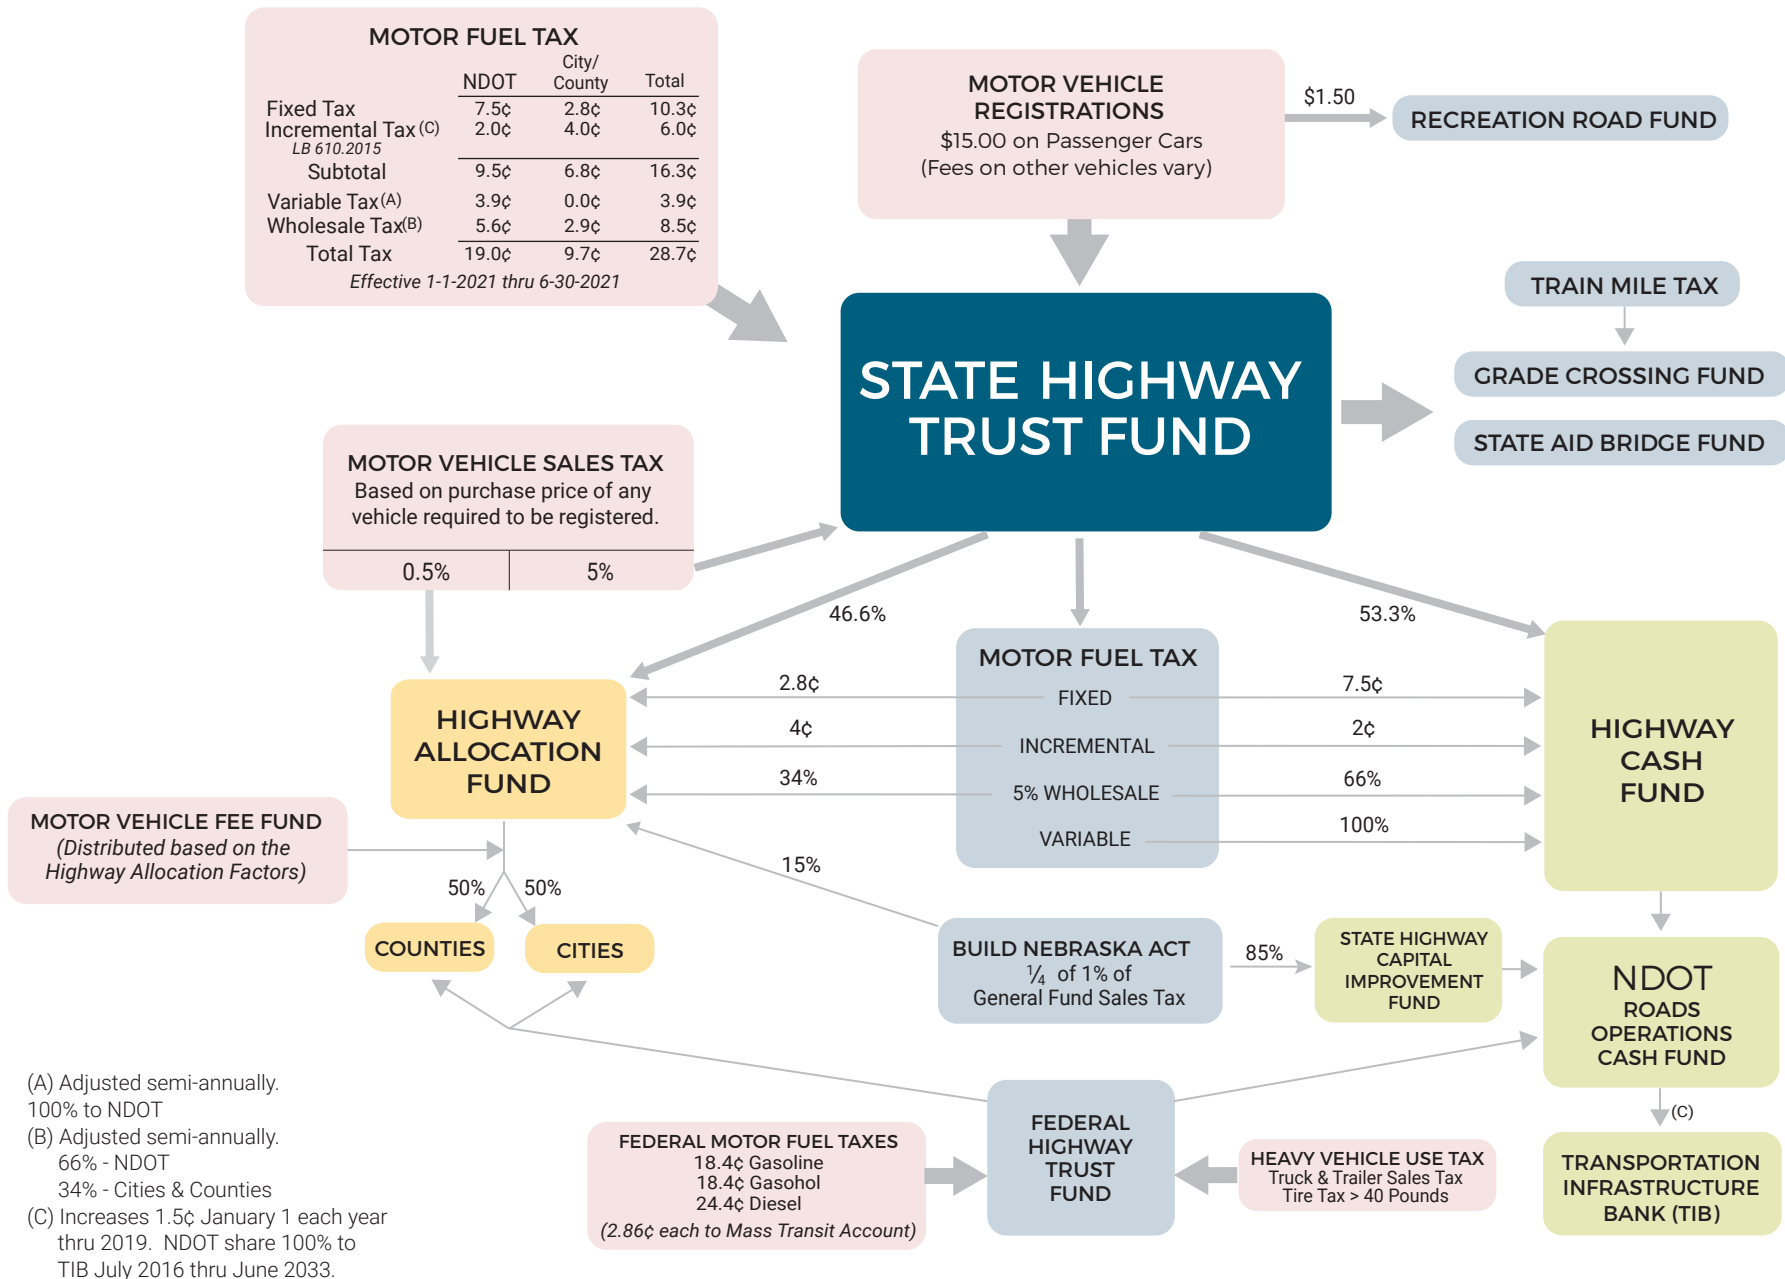 MOTOR FUEL TAX
NDOT City/ County Total
Fixed Tax 7.5¢ 2.8¢ 10.3¢
Incremental Tax (C) 2.0¢ 4.0¢ 6.0¢
LB 610.2015
Subtotal 9.5¢ 6.8¢ 16.3¢
Variable Tax(A) 3.9¢ 0.0¢ 3.9¢
Wholesale Tax(B) 5.6¢ 2.9¢ 8.5¢
Total Tax 19.0¢ 9.7¢ 28.7¢
Effective 1-1-2021 thru 6-30-2021
MOTOR VEHICLE
REGISTRATIONS
$15.00 on Passenger Cars
(Fees on other vehicles vary)
$1.50
RECREATION ROAD FUND
TRAIN MILE TAX
GRADE CROSSING FUND
STATE AID BRIDGE FUND
STATE HIGHWAY
TRUST FUND
MOTOR VEHICLE SALES TAX
Based on purchase price of any
vehicle required to be registered.
0.5% 5%
46.6%
53.3%
MOTOR FUEL TAX
2.8¢ FIXED 7.5¢
4¢ INCREMENTAL 2¢
34% 5% WHOLESALE 66%
VARIABLE 100%
HIGHWAY
ALLOCATION
FUND
HIGHWAY
CASH
FUND
MOTOR VEHICLE FEE FUND
(Distributed based on the
Highway Allocation Factors)
50% 50%
COUNTIES
CITIES
15%
BUILD NEBRASKA ACT
1/4 of 1% of
General Fund Sales Tax
85%
STATE HIGHWAY
CAPITAL
IMPROVEMENT
FUND
NDOT
ROADS
OPERATIONS
CASH FUND
(C)
TRANSPORTATION
INFRASTRUCTURE
BANK (TIB)
FEDERAL
HIGHWAY
TRUST
FUND
FEDERAL MOTOR FUEL TAXES
18.4¢ Gasoline
18.4¢ Gasohol
24.4¢ Diesel
(2.86¢ each to Mass Transit Account)
HEAVY VEHICLE USE TAX
Truck & Trailer Sales Tax
Tire Tax > 40 Pounds
(A) Adjusted semi-annually.
100% to NDOT
(B) Adjusted semi-annually.
66% - NDOT
34% - Cities & Counties
(C) Increases 1.5¢ January 1 each year
thru 2019. NDOT share 100% to
TIB July 2016 thru June 2033.